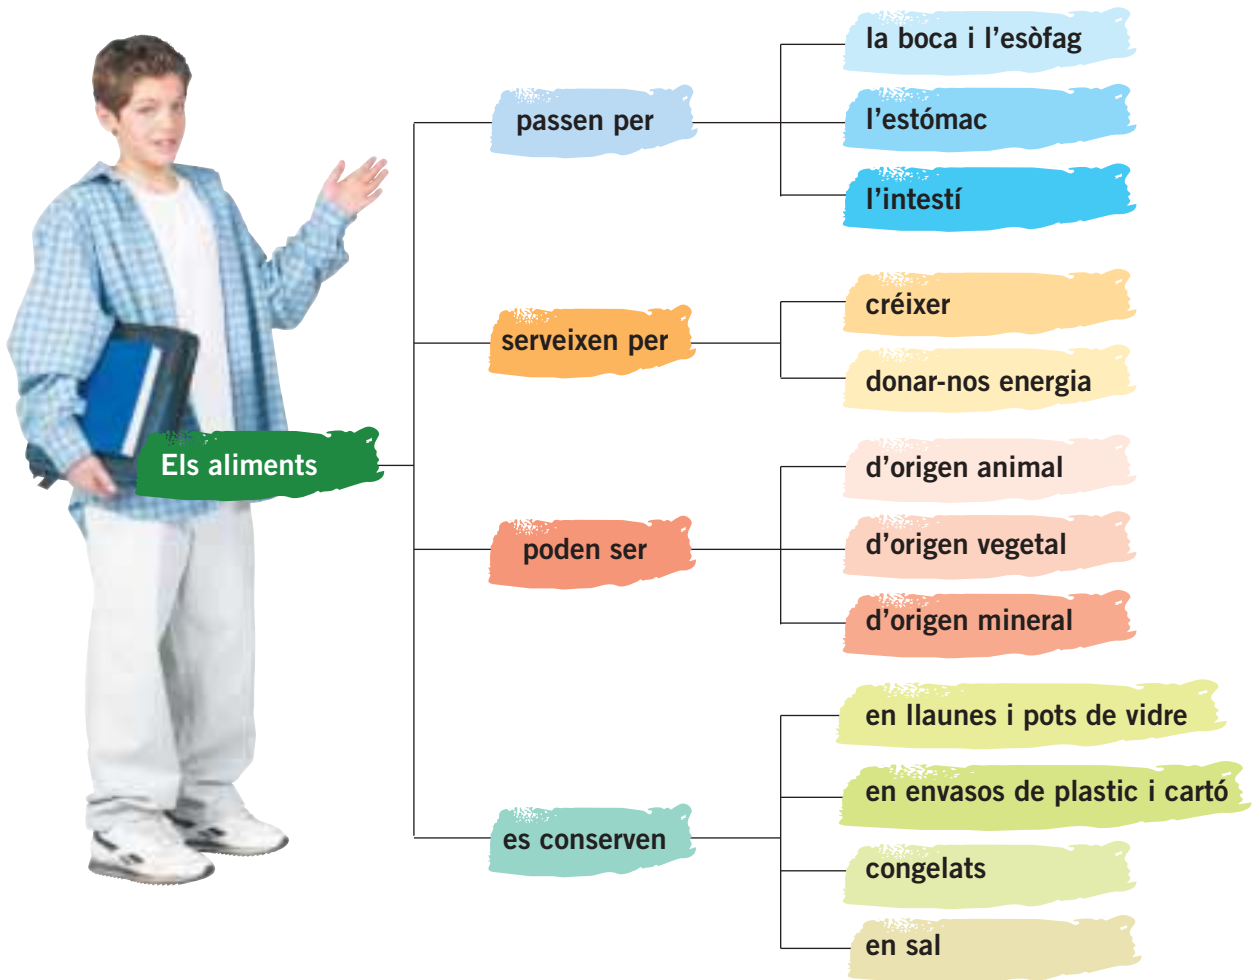 Els aliments
passen per
la boca i l'esòfag
l'estómac
l'intestí
serveixen per
créixer
donar-nos energia
poden ser
d'origen animal
d'origen vegetal
d'origen mineral
es conserven
en llaunes i pots de vidre
en envasos de plastic i cartó
congelats
en sal